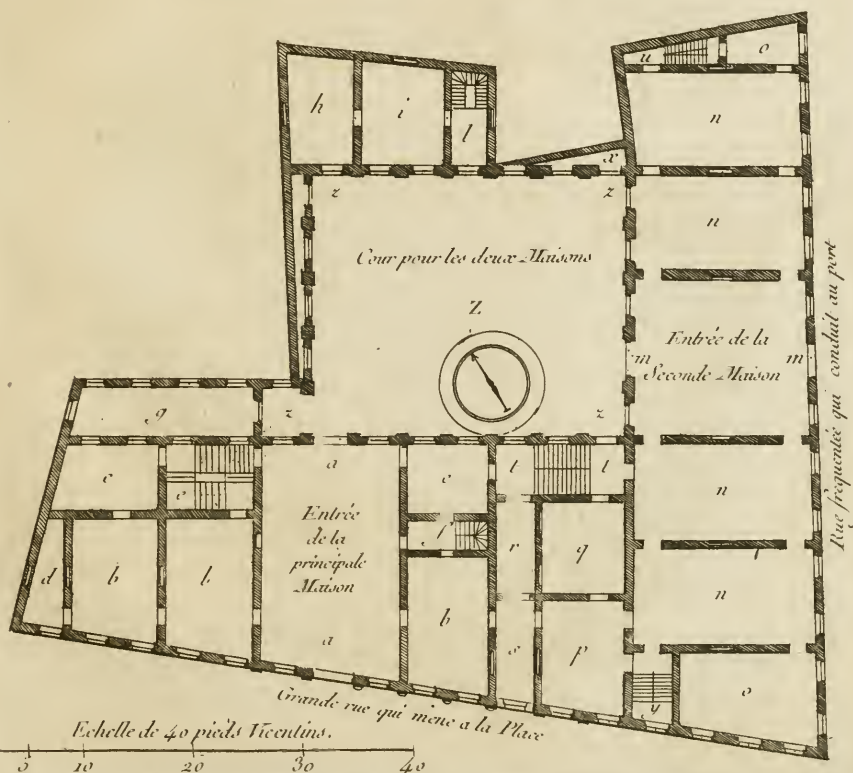 u
o
h
i
l
n
x
z
z
n
Cour pour les deux Maisons
Z
m
Entrée de la
Seconde Maison
m
g
z
z
a
c
e
Entrée
de la
principale
Maison
c
t
t
n
f
r
q
d
b
b
b
n
a
s
p
o
y
Grande rue qui mène a la Place
Rue fréquentée qui conduit au port
Echelle de 40 pieds Vicentins.
5
10
20
30
40